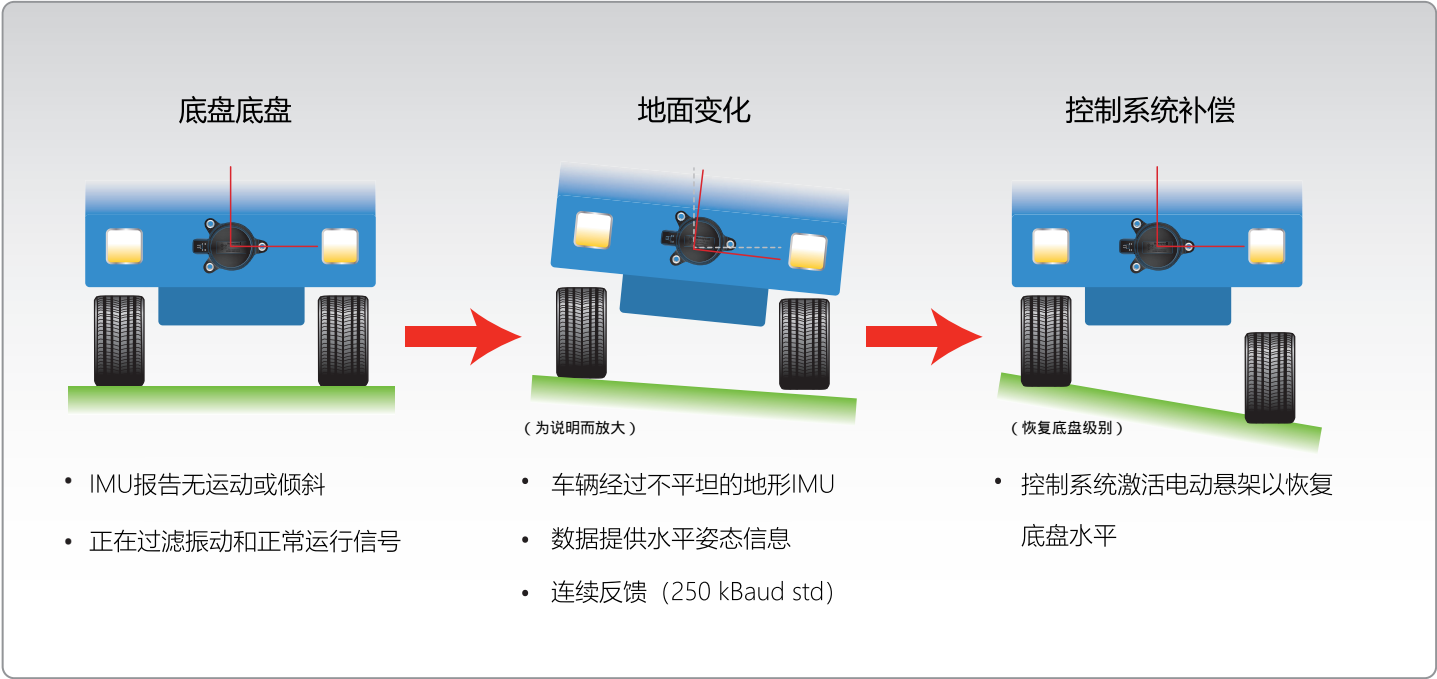 底盘底盘
地面变化
控制系统补偿
（为说明而放大）
（恢复底盘级别）
• IMU报告无运动或倾斜
• 正在过滤振动和正常运行信号
• 车辆经过不平坦的地形IMU
• 数据提供水平姿态信息
• 连续反馈（250 kBaud std）
• 控制系统激活电动悬架以恢复
底盘水平